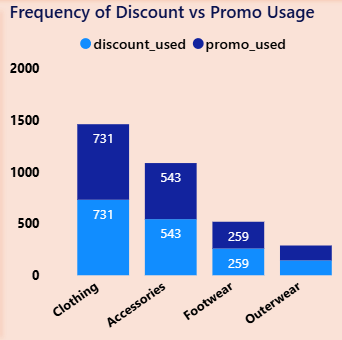 Frequency of Discount vs Promo Usage
discount_used promo_used
2000
1500
1000
500
0
731
543
259
731
543
259
Clothing
Accessories
Footwear
Outerwear